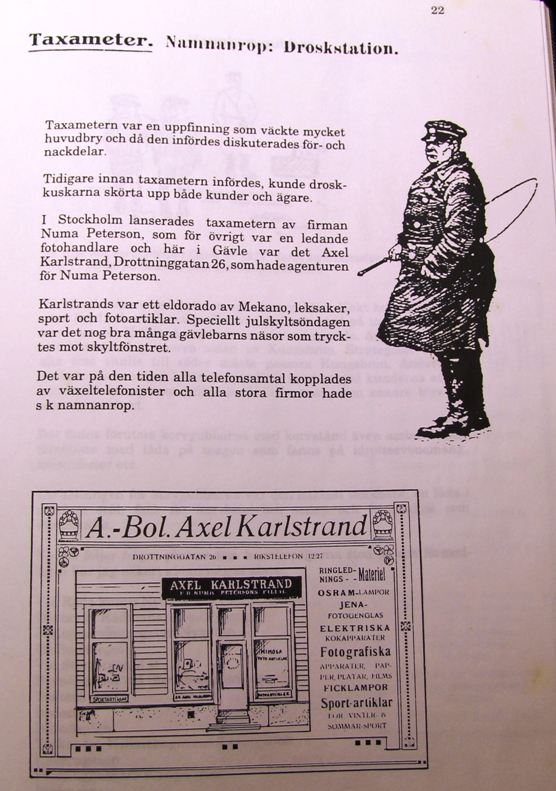 22
Taxameter. Namnanrop: Droskstation.
Taxametern var en uppfinning som väckte mycket
huvudbry och då den infördes diskuterades för- och
nackdelar.
Tidigare innan taxametern infördes, kunde drosk-
kuskarna skörta upp både kunder och ägare.
I Stockholm lanserades taxametern av firman
Numa Peterson, som för övrigt var en ledande
fotohandlare och här i Gävle var det Axel
Karlstrand, Drottninggatan 26, som hade agenturen
för Numa Peterson.
Karlstrands var ett eldorado av Mekano, leksaker,
sport och fotoartiklar. Speciellt julskyltsöndagen
var det nog bra många gävlebarns näsor som tryck-
tes mot skyltfönstret.
Det var på den tiden alla telefonsamtal kopplades
av växeltelefonister och alla stora firmor hade
s k namnanrop.
A.-Bol. Axel Karlstrand
DROTTNINGGATAN 26 RIKSTELEFON 1227
AXEL KARLSTRAND
F D NUMA PETERSONS FILIAL
SPORTARTIKLAR
RINGLED-
NINGS- - Materiel
OSRAM-LAMPOR
JENA-
FOTOGENGLAS
ELEKTRISKA
KOKAPPARATER
Fotografiska
APPARATER, PAP-
PER, PLÅTAR, FILMS
FICKLAMPOR
Sport-artiklar
FÖR VINTER- &
SOMMAR-SPORT